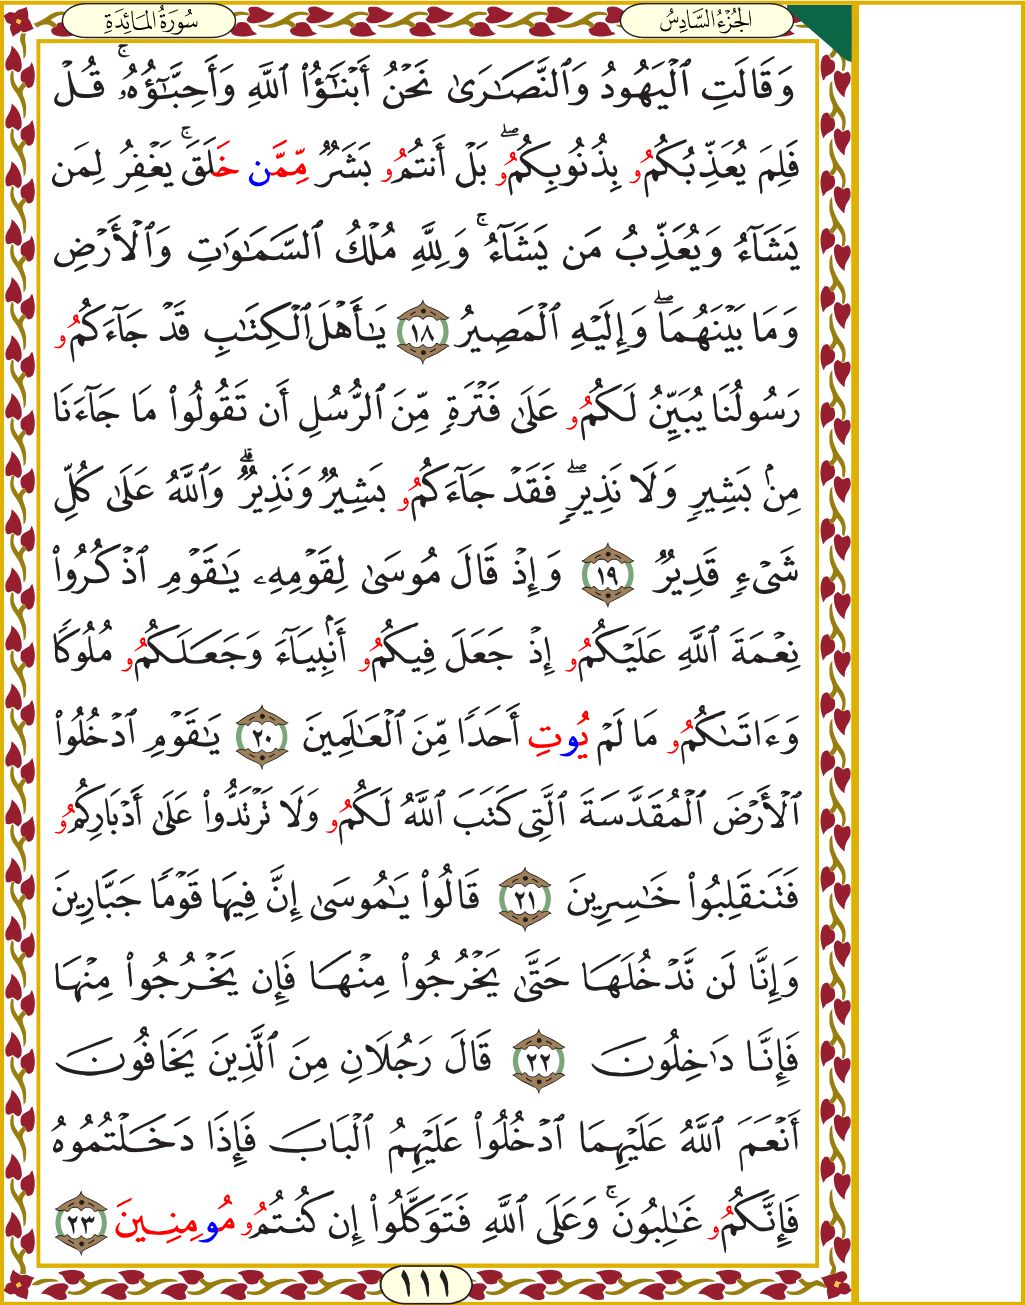 الجُزْءُ السَّادِسُ
سُورَةُ المَائِدَةِ
وَقَالَتِ ٱلْيَهُودُ وَٱلنَّصَٰرَىٰ نَحْنُ أَبْنَٰٓؤُا۟ ٱللَّهِ وَأَحِبَّٰٓؤُهُۥ ۚ قُلْ
فَلِمَ يُعَذِّبُكُمُۥ بِذُنُوبِكُمُۥ ۖ بَلْ أَنتُمُۥ بَشَرٌ مِّمَّن خَلَقَ ۚ يَغْفِرُ لِمَن
يَشَآءُ وَيُعَذِّبُ مَن يَشَآءُ ۚ وَلِلَّهِ مُلْكُ ٱلسَّمَٰوَٰتِ وَٱلْأَرْضِ
وَمَا بَيْنَهُمَا ۖ وَإِلَيْهِ ٱلْمَصِيرُ ١٨ يَٰٓأَهْلَ ٱلْكِتَٰبِ قَدْ جَآءَكُمُۥ
رَسُولُنَا يُبَيِّنُ لَكُمُۥ عَلَىٰ فَتْرَةٍ مِّنَ ٱلرُّسُلِ أَن تَقُولُوا۟ مَا جَآءَنَا
مِنۢ بَشِيرٍ وَلَا نَذِيرٍ ۖ فَقَدْ جَآءَكُمُۥ بَشِيرٌ وَنَذِيرٌ ۗ وَٱللَّهُ عَلَىٰ كُلِّ
شَىْءٍ قَدِيرٌ ١٩ وَإِذْ قَالَ مُوسَىٰ لِقَوْمِهِۦ يَٰقَوْمِ ٱذْكُرُوا۟
نِعْمَةَ ٱللَّهِ عَلَيْكُمُۥ إِذْ جَعَلَ فِيكُمُۥ أَنۢبِيَآءَ وَجَعَلَكُمُۥ مُلُوكًا
وَءَاتَىٰكُمُۥ مَا لَمْ يُوتِ أَحَدًا مِّنَ ٱلْعَٰلَمِينَ ٢٠ يَٰقَوْمِ ٱدْخُلُوا۟
ٱلْأَرْضَ ٱلْمُقَدَّسَةَ ٱلَّتِى كَتَبَ ٱللَّهُ لَكُمُۥ وَلَا تَرْتَدُّوا۟ عَلَىٰ أَدْبَارِكُمُۥ
فَتَنقَلِبُوا۟ خَٰسِرِينَ ٢١ قَالُوا۟ يَٰمُوسَىٰٓ إِنَّ فِيهَا قَوْمًا جَبَّارِينَ
وَإِنَّا لَن نَّدْخُلَهَا حَتَّىٰ يَخْرُجُوا۟ مِنْهَا فَإِن يَخْرُجُوا۟ مِنْهَا
فَإِنَّا دَٰخِلُونَ ٢٢ قَالَ رَجُلَانِ مِنَ ٱلَّذِينَ يَخَافُونَ
أَنْعَمَ ٱللَّهُ عَلَيْهِمَا ٱدْخُلُوا۟ عَلَيْهِمُ ٱلْبَابَ فَإِذَا دَخَلْتُمُوهُ
فَإِنَّكُمُۥ غَٰلِبُونَ ۚ وَعَلَى ٱللَّهِ فَتَوَكَّلُوا۟ إِن كُنتُمُۥ مُومِنِينَ ٢٣
١١١